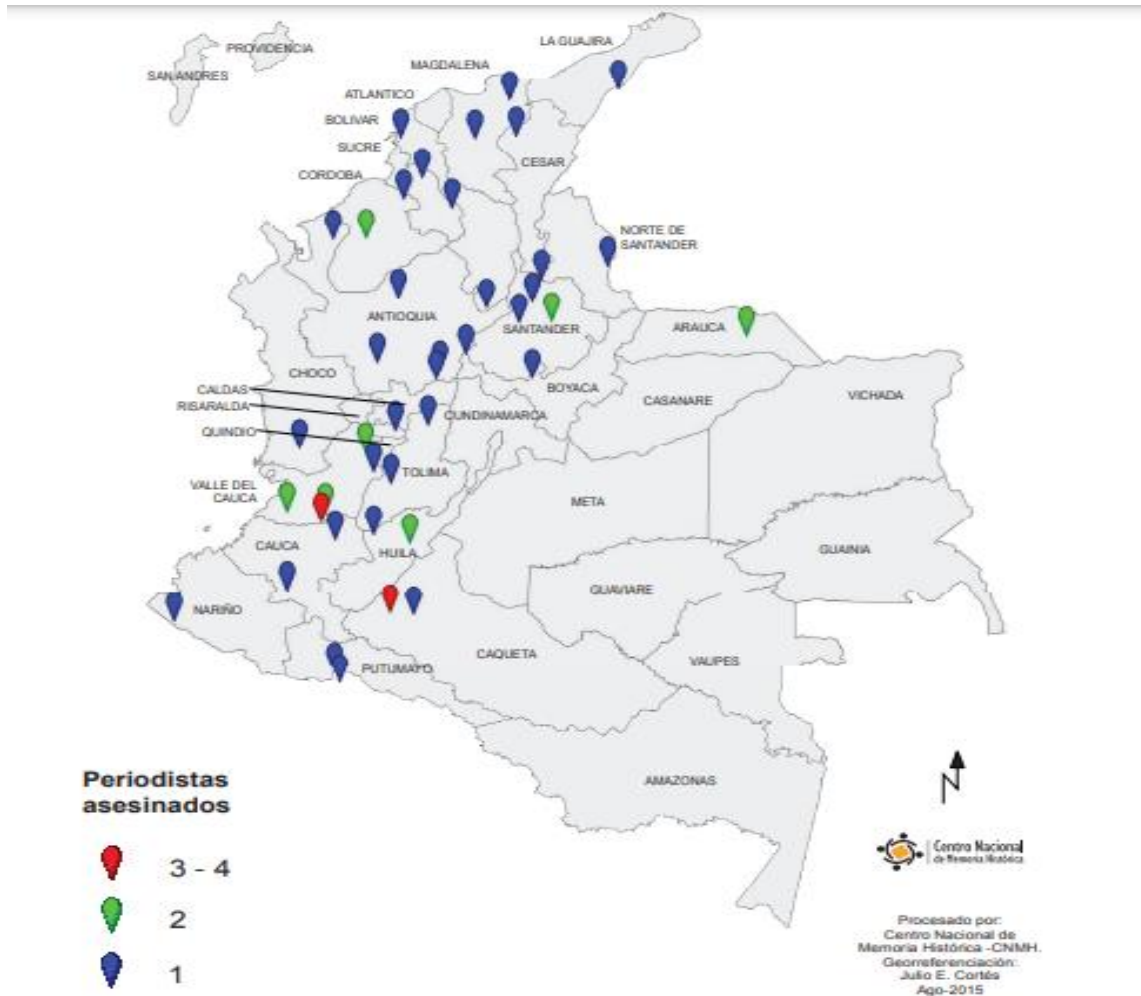 LA GUAJIRA
PROVIDENCIA
MAGDALENA
SAN ANDRES
ATLANTICO
BOLIVAR
SUCRE
CESAR
CORDOBA
NORTE DE
SANTANDER
ANTIOQUIA
SANTANDER
ARAUCA
CHOCO
BOYACA
CALDAS
CASANARE
VICHADA
RISARALDA
CUNDINAMARCA
QUINDIO
TOLIMA
VALLE DEL
CAUCA
META
CAUCA
HUILA
GUAINIA
GUAVIARE
NARIÑO
CAQUETA
VAUPES
PUTUMAYO
AMAZONAS
Periodistas
asesinados
3 - 4
2
1
N
Centro Nacional
de Memoria Histórica
Procesado por:
Centro Nacional de
Memoria Histórica -CNMH.
Georreferenciación:
Julio E. Cortés
Ago-2015